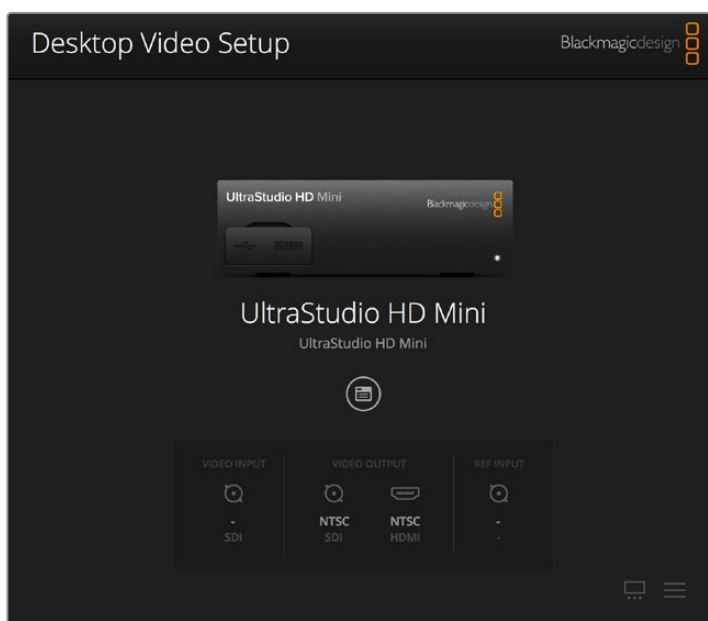 Desktop Video Setup
Blackmagicdesign
UltraStudio HD Mini
Blackmagicdesign
UltraStudio HD Mini
UltraStudio HD Mini
VIDEO INPUT VIDEO OUTPUT REF INPUT
- NTSC NTSC -
SDI SDI HDMI -